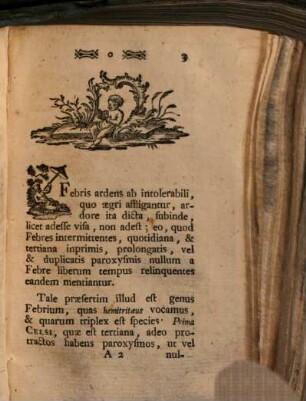 0 3
Febris ardens ab intolerabili,
quo ægri affligantur, ar-
dore ita dicta, subinde,
licet adesse visa, non adest; eo, quod
Febres intermittentes, quotidiana, &
tertiana inprimis, prolongatis, vel
& duplicatis paroxysmis nullum a
Febre liberum tempus relinquentes
eandem mentiantur.
Tale præsertim illud est genus
Febrium, quas hemitritæus vocamus,
& quarum triplex est species: Prima
CELSI, quæ est tertiana, adeo pro-
tractos habens paroxysmos, ut vel
A 2 nul-